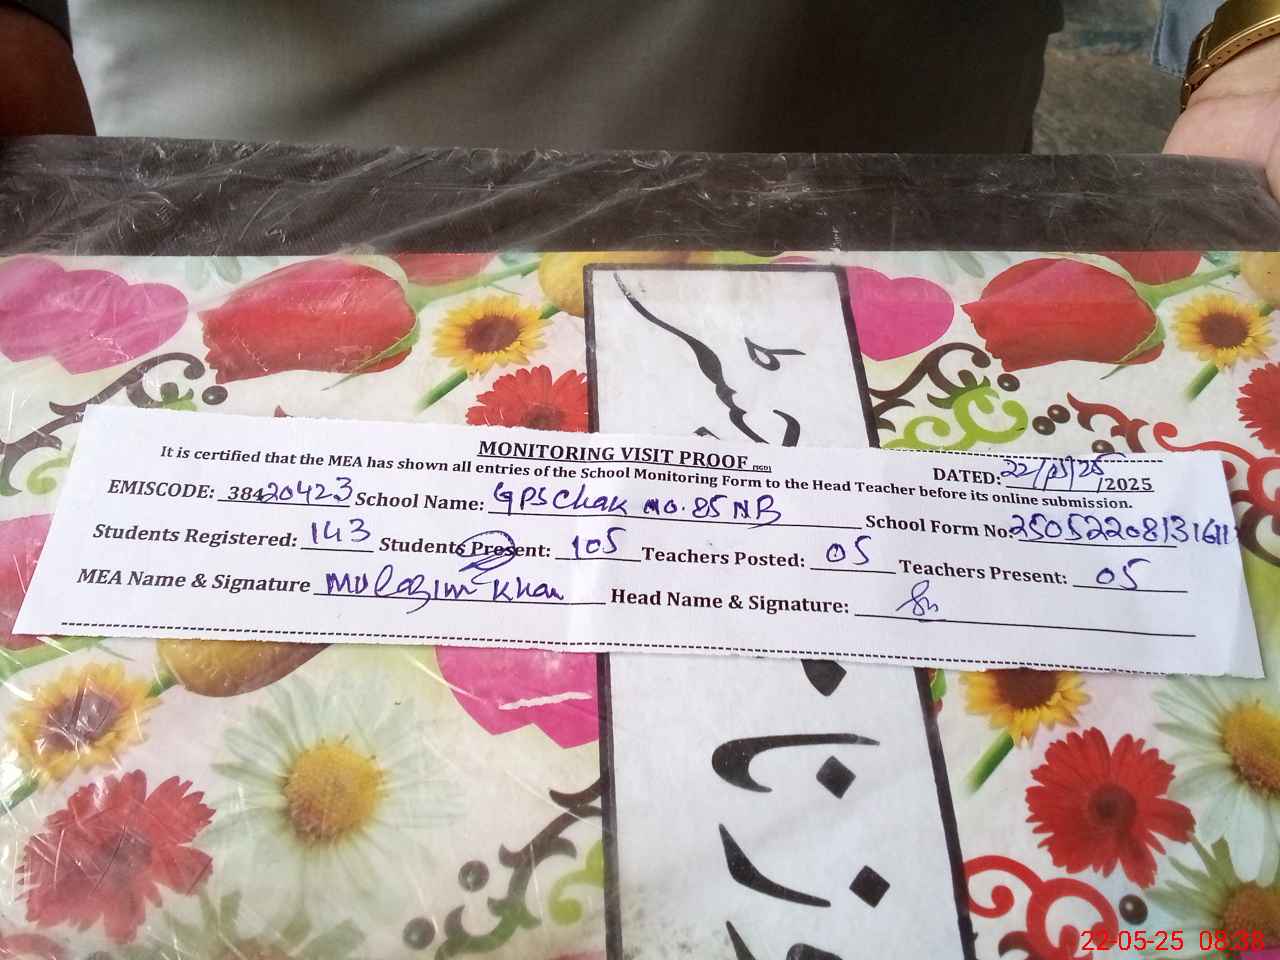 MONITORING VISIT PROOF (SGD)
DATED: 22/05/25/2025
It is certified that the MEA has shown all entries of the School Monitoring Form to the Head Teacher before its online submission.
EMISCODE: 38420423 School Name: GPS Chak no. 85 NB School Form No:
Students Registered: 143 Students Present: 105 Teachers Posted: 05 Teachers Present: 05
MEA Name & Signature Mulazim Khan Head Name & Signature:
22-05-25 08:38